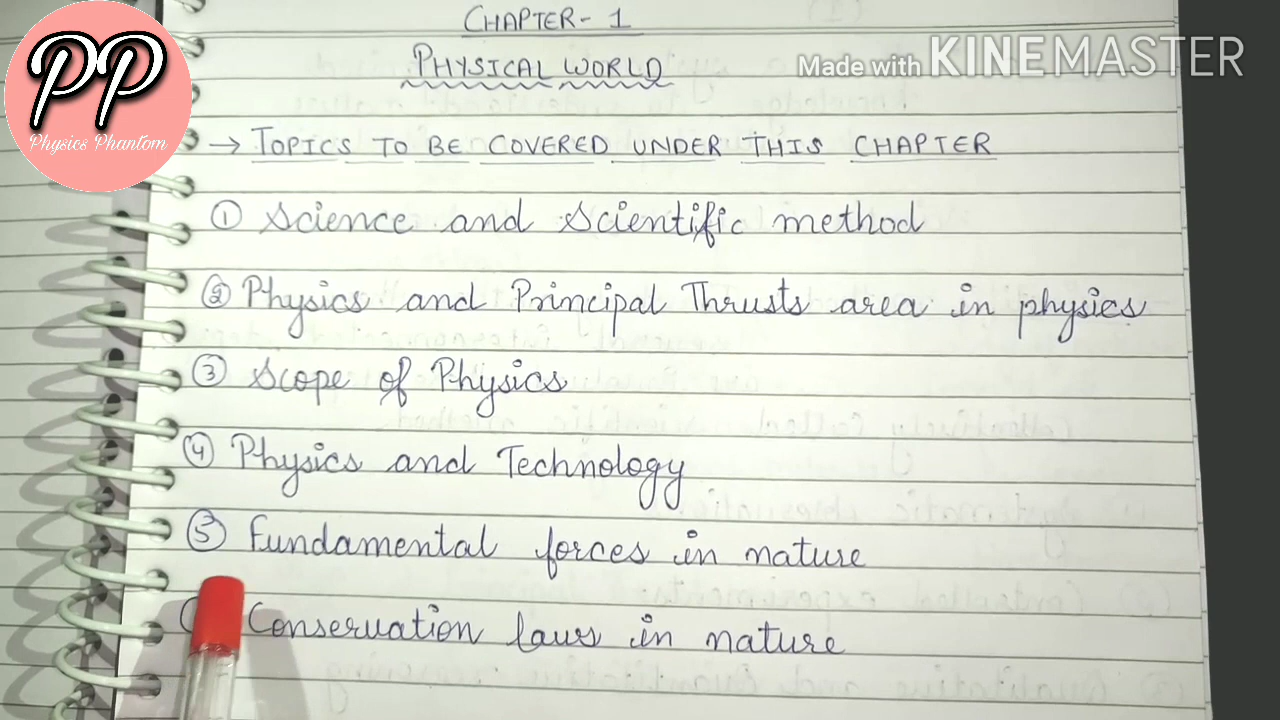 CHAPTER- 1
PHYSICAL WORLD
PP
Physics Phantom
Made with KINEMASTER
→ TOPICS TO BE COVERED UNDER THIS CHAPTER
① Science and Scientific method
② Physics and Principal Thrusts area in physics
③ Scope of Physics
④ Physics and Technology
⑤ Fundamental forces in nature
Conservation laws in nature